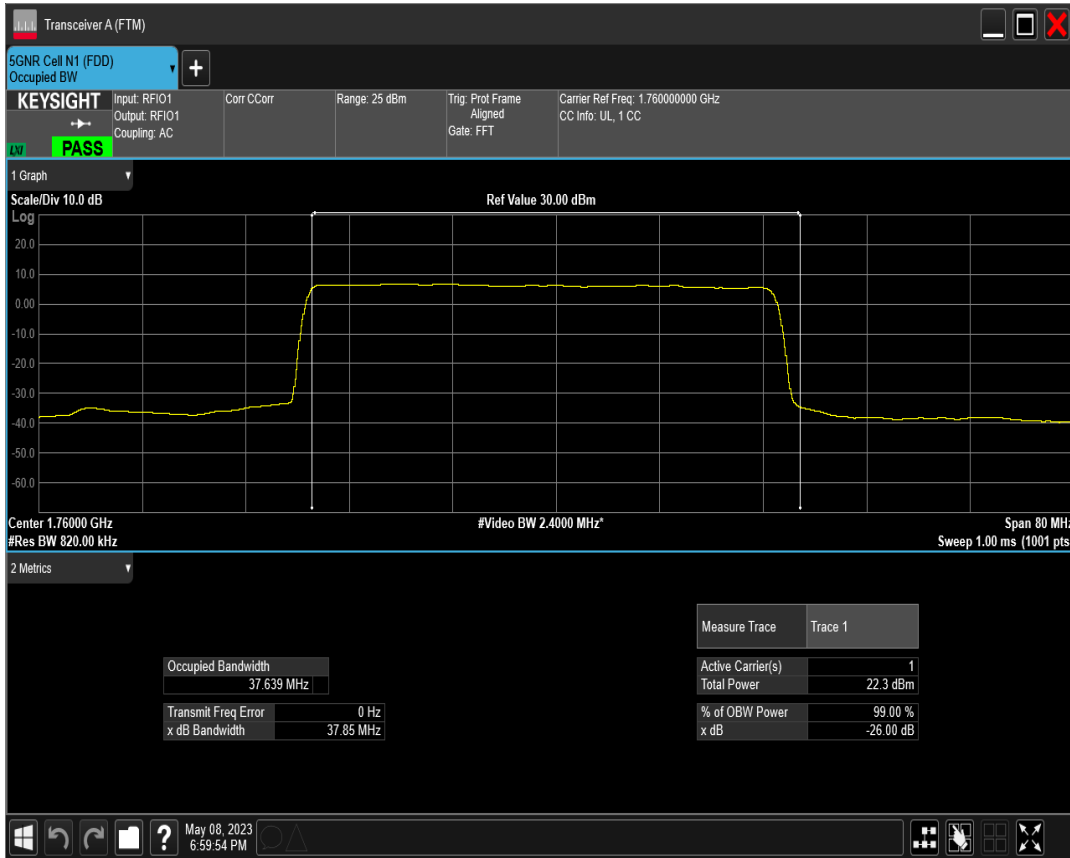 Transceiver A (FTM)
5GNR Cell N1 (FDD)
Occupied BW
+
KEYSIGHT
LXI
PASS
Input: RFIO1
Output: RFIO1
Coupling: AC
Corr CCorr
Range: 25 dBm
Trig: Prot Frame
Aligned
Gate: FFT
Carrier Ref Freq: 1.760000000 GHz
CC Info: UL, 1 CC
1 Graph
Scale/Div 10.0 dB
Ref Value 30.00 dBm
Log
20.0
10.0
0.00
-10.0
-20.0
-30.0
-40.0
-50.0
-60.0
Center 1.76000 GHz
#Video BW 2.4000 MHz*
Span 80 MHz
#Res BW 820.00 kHz
Sweep 1.00 ms (1001 pts
2 Metrics
Measure Trace Trace 1
Occupied Bandwidth
37.639 MHz
Active Carrier(s) 1
Total Power 22.3 dBm
Transmit Freq Error 0 Hz
x dB Bandwidth 37.85 MHz
% of OBW Power 99.00 %
x dB -26.00 dB
?
May 08, 2023
6:59:54 PM